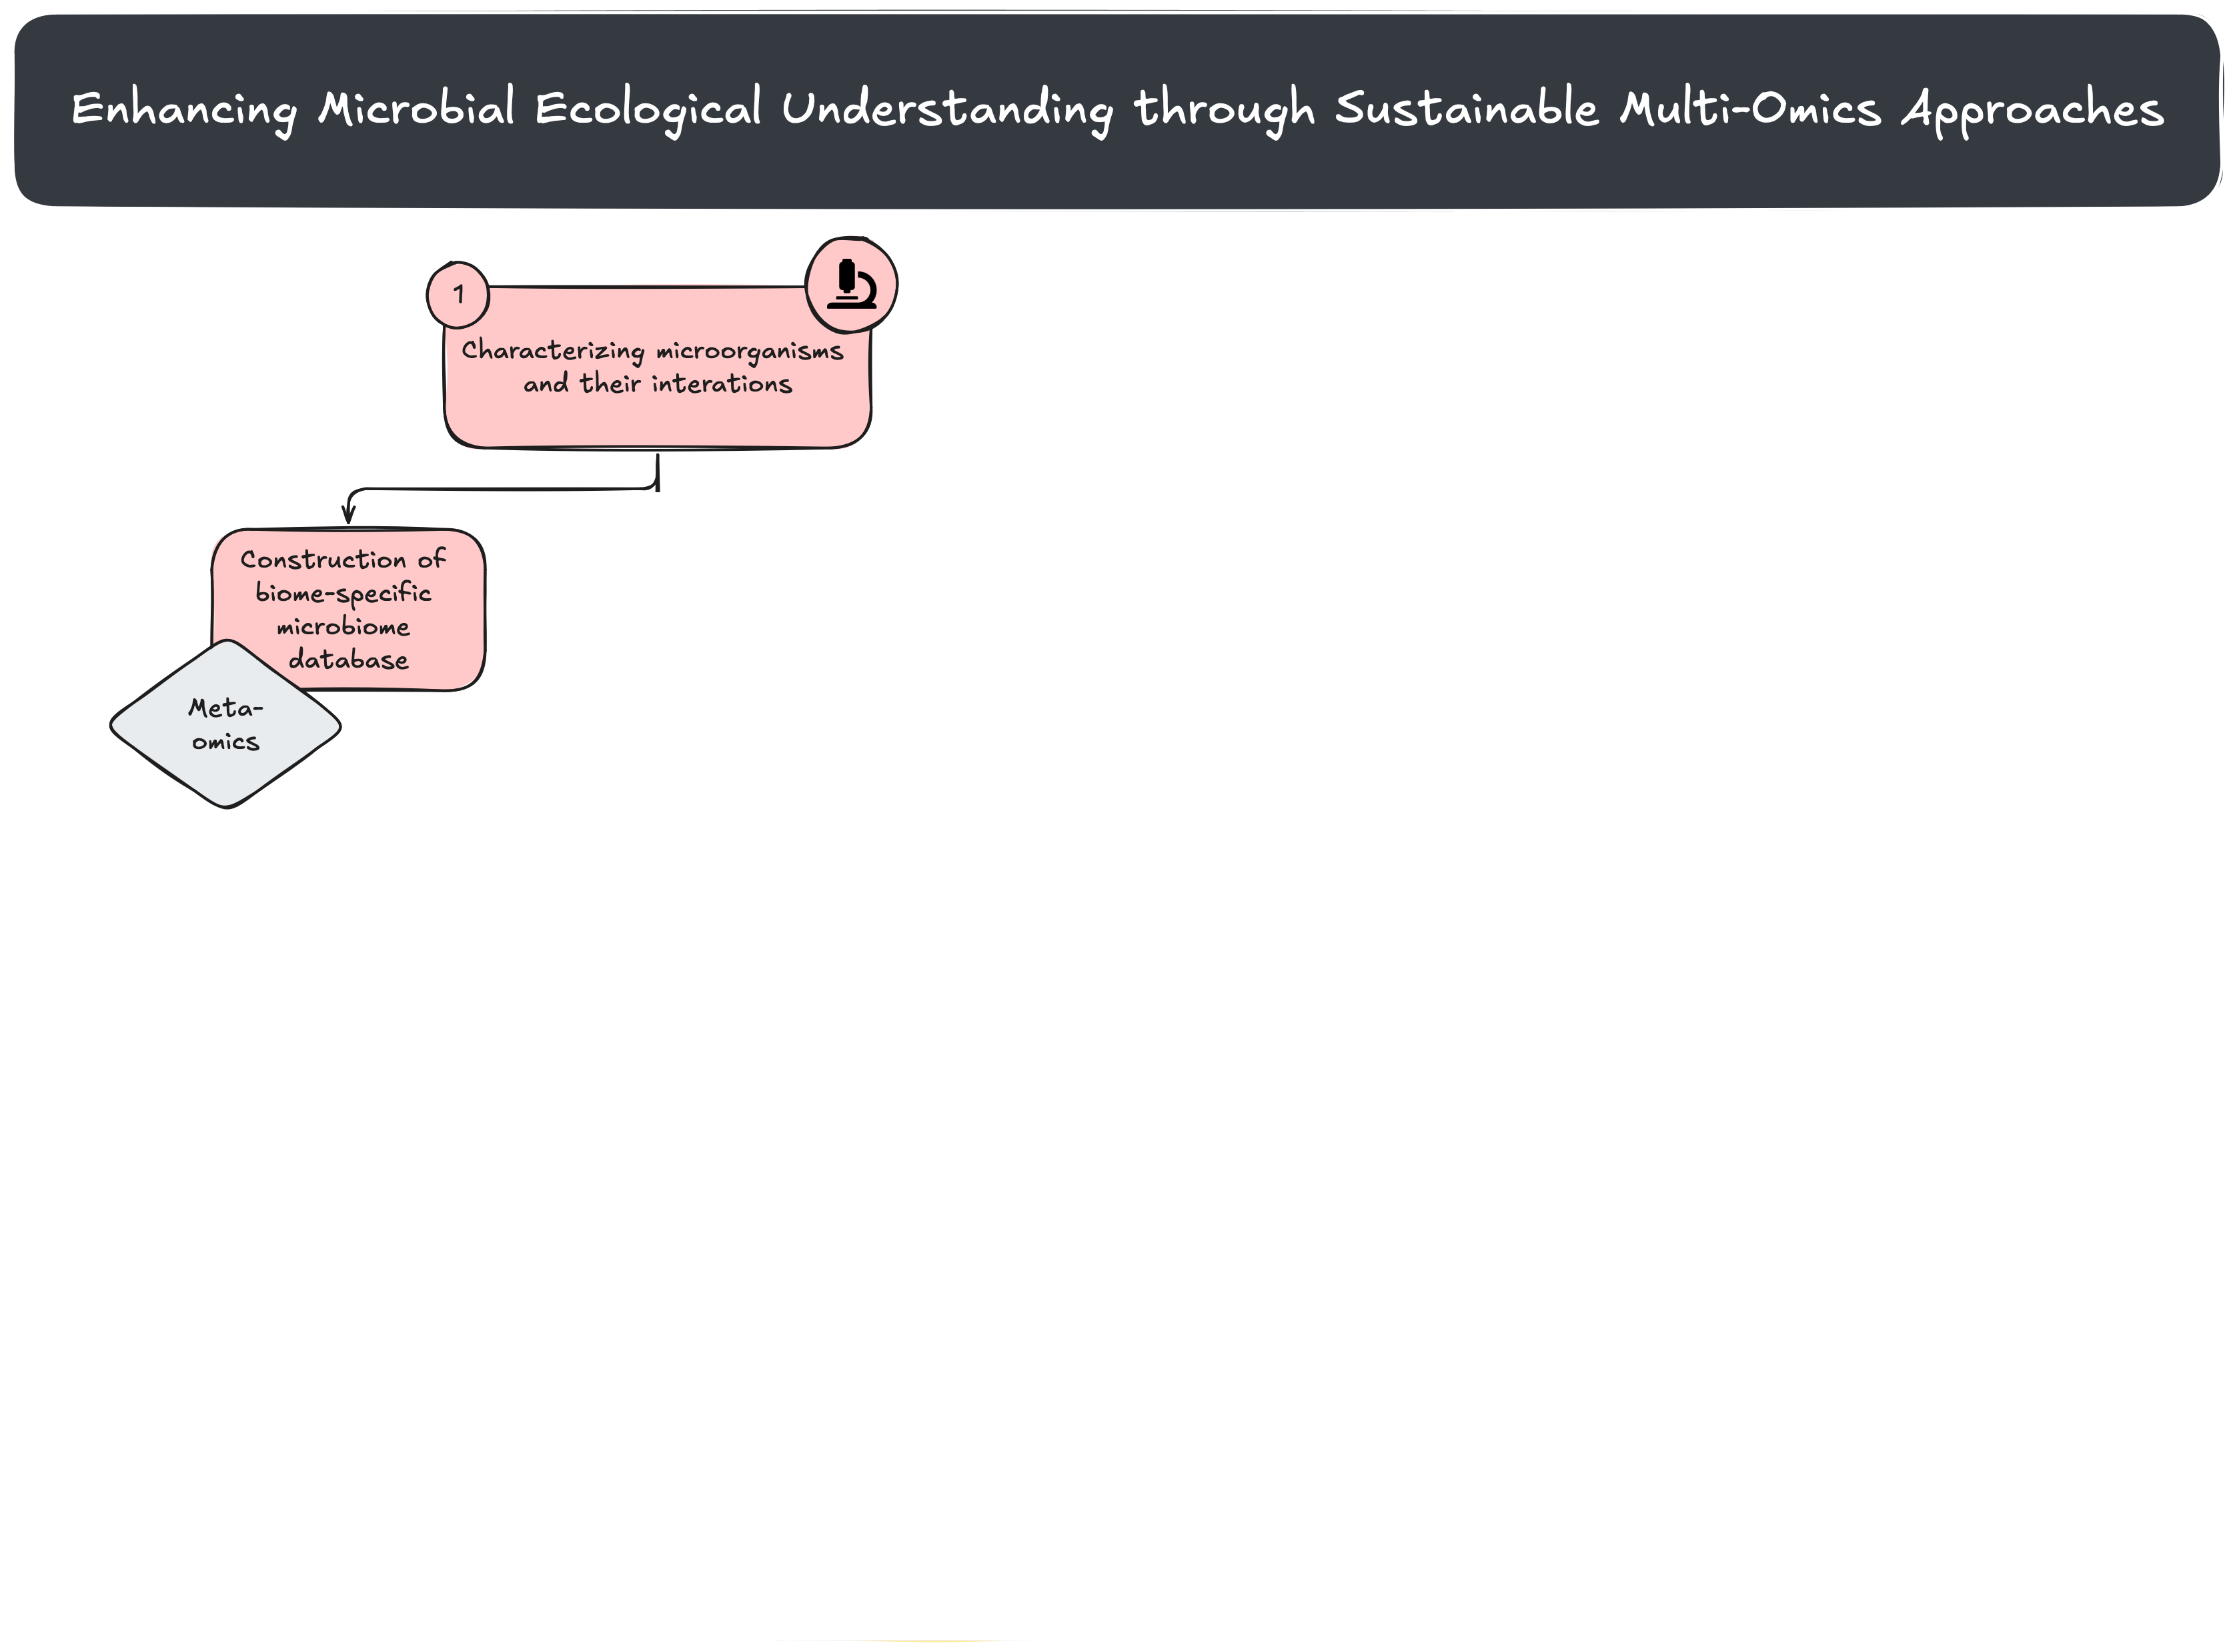 Enhancing Microbial Ecological Understanding through Sustainable Multi-Omics Approaches
1
Characterizing microorganisms
and their interations
Construction of
biome-specific
microbiome
database
Meta-
omics